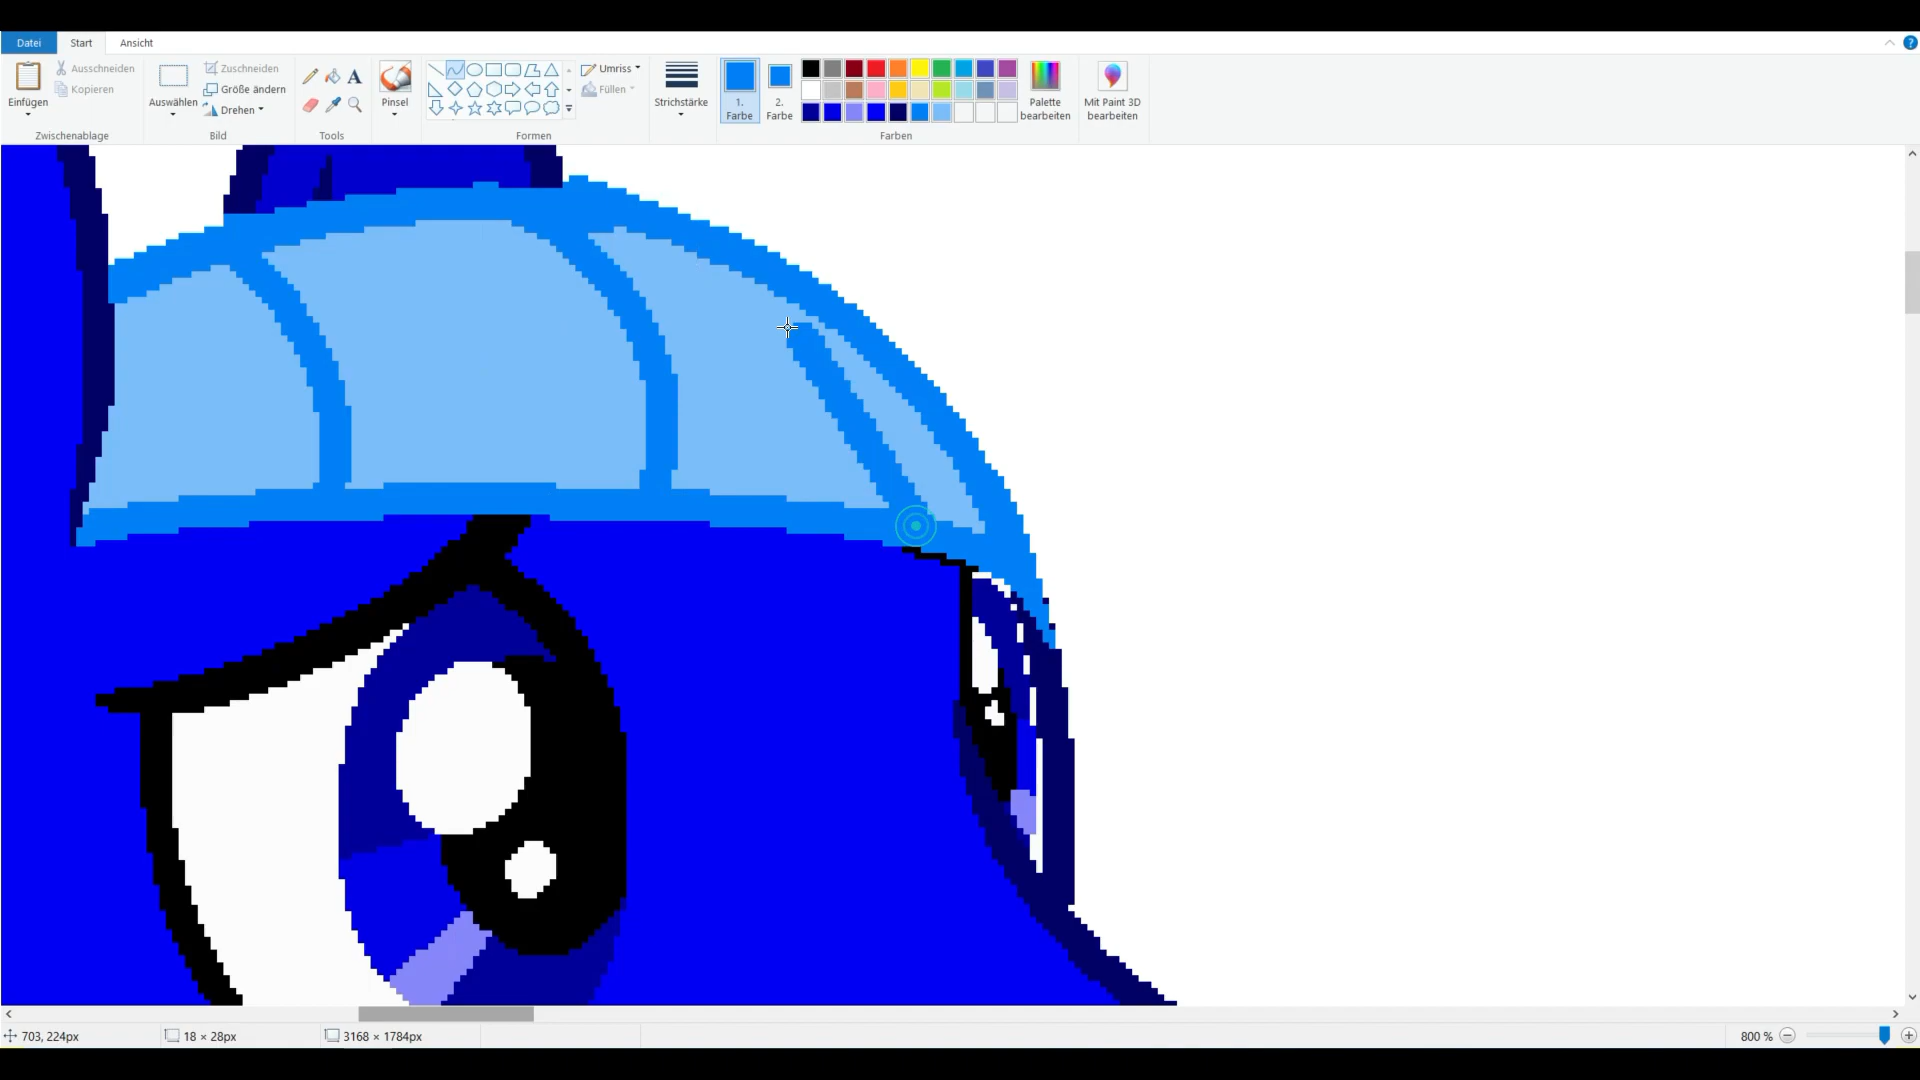 Datei Start Ansicht
Einfügen
Ausschneiden
Kopieren
Zwischenablage
Auswählen
Zuschneiden
Größe ändern
Drehen
Bild
A
Tools
Pinsel
Umriss
Füllen
Formen
Strichstärke
1.
Farbe
2.
Farbe
Palette
bearbeiten
Farben
Mit Paint 3D
bearbeiten
?
703, 224px 18 × 28px 3168 × 1784px 800 %